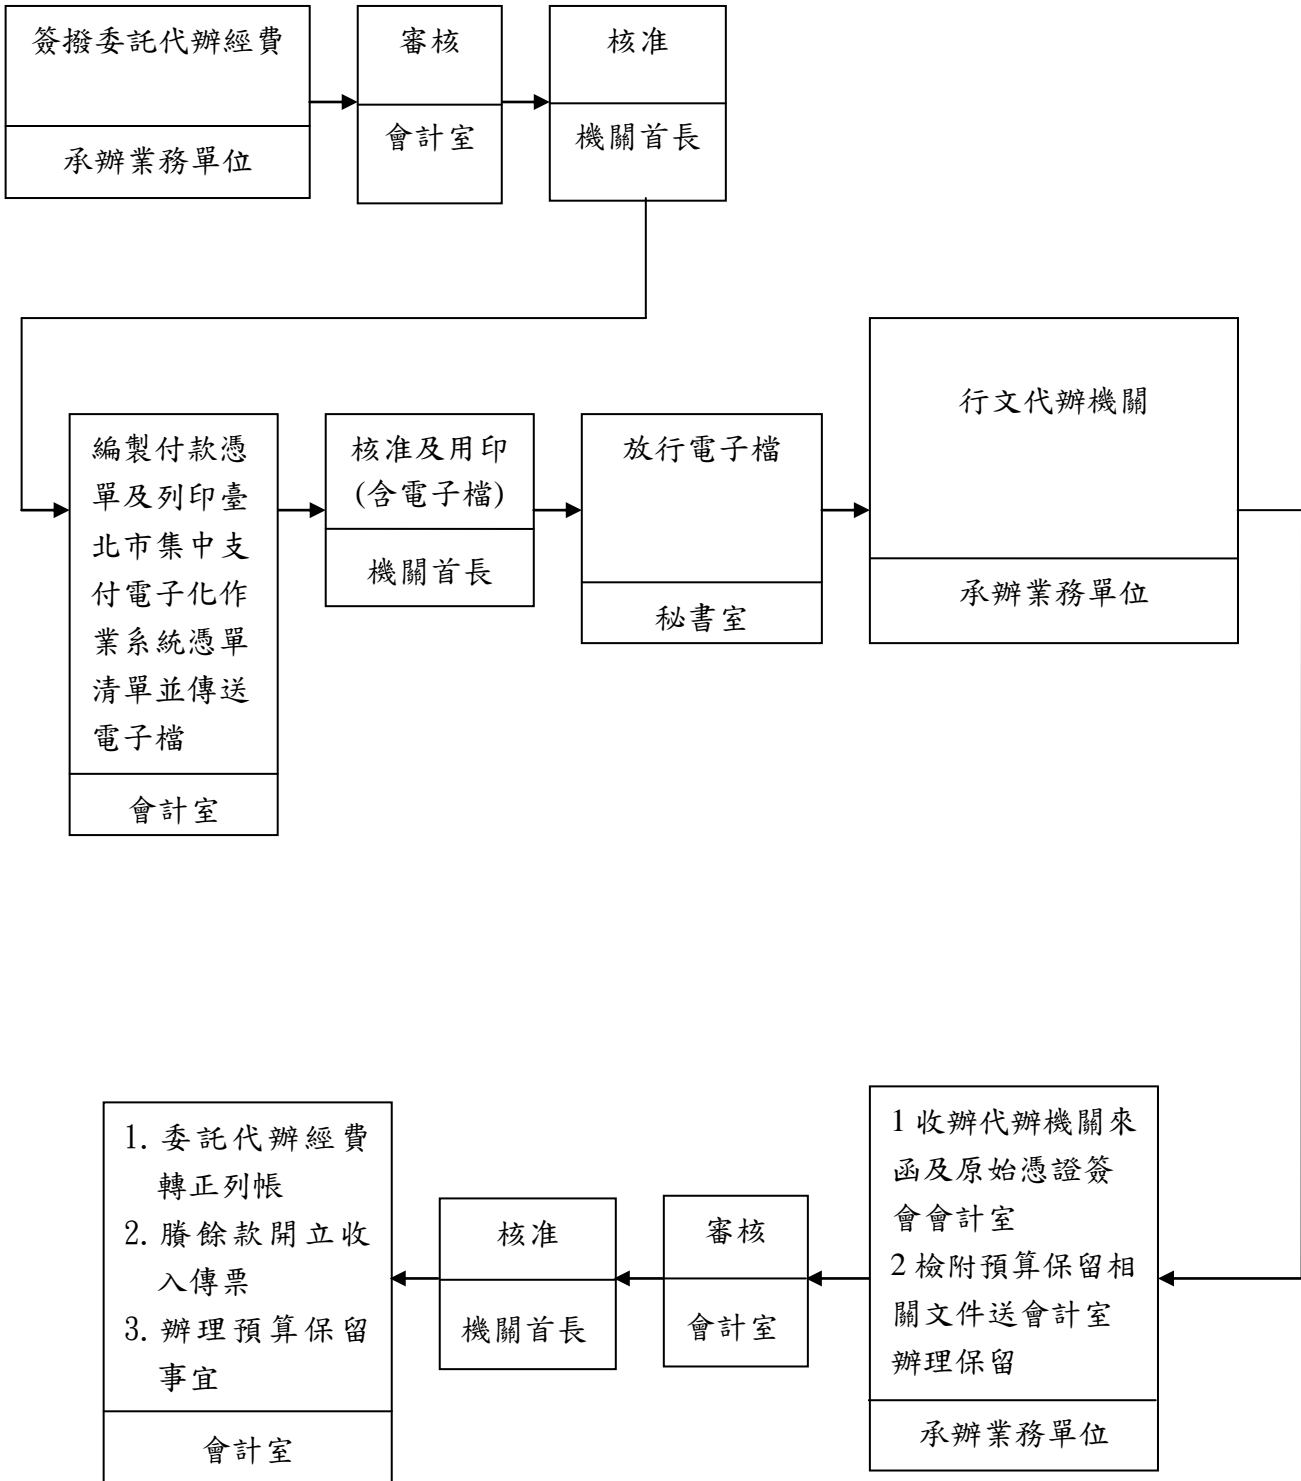 簽撥委託代辦經費
承辦業務單位
審核
會計室
核准
機關首長
編製付款憑
單及列印臺
北市集中支
付電子化作
業系統憑單
清單並傳送
電子檔
會計室
核准及用印
(含電子檔)
機關首長
放行電子檔
秘書室
行文代辦機關
承辦業務單位
1 收辦代辦機關來
函及原始憑證簽
會會計室
2 檢附預算保留相
關文件送會計室
辦理保留
承辦業務單位
審核
會計室
核准
機關首長
1. 委託代辦經費
轉正列帳
2. 賸餘款開立收
入傳票
3. 辦理預算保留
事宜
會計室